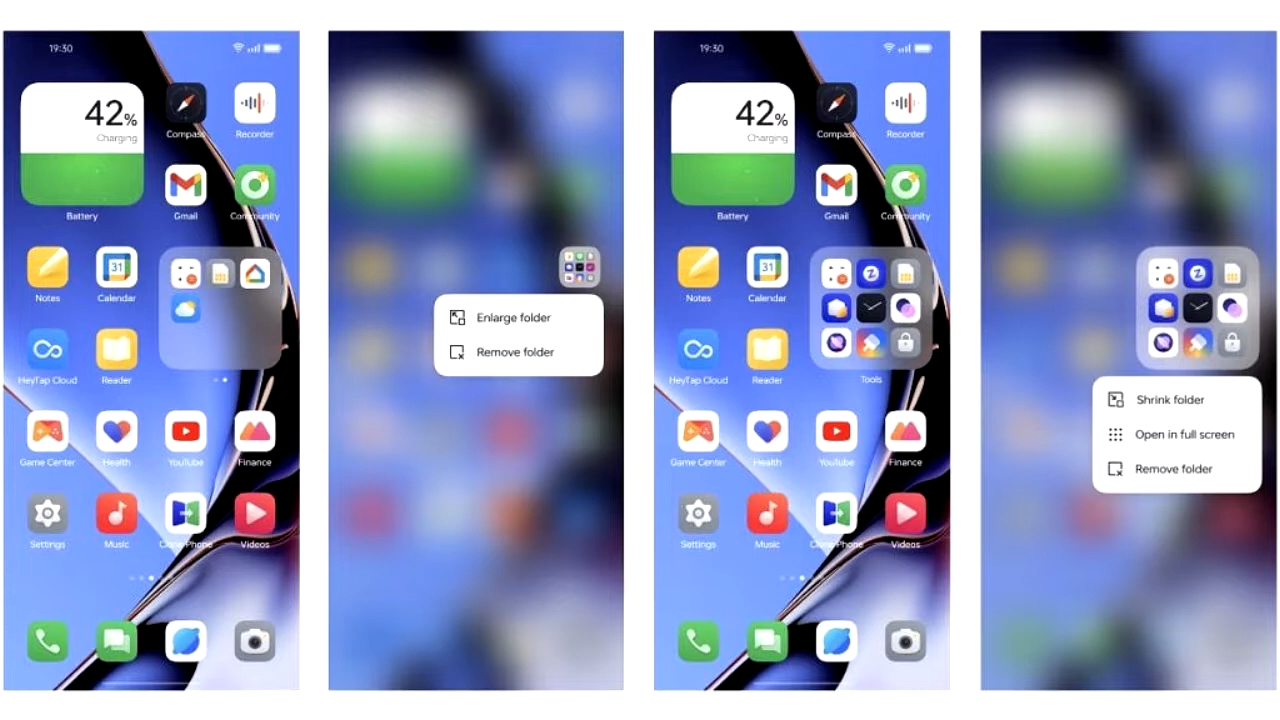 19:30
42%
Charging
Compass
Recorder
Battery
Gmail
Community
31
Notes
Calendar
HeyTap Cloud
Reader
Game Center
Health
YouTube
Finance
Settings
Music
Clone Phone
Videos
Enlarge folder
Remove folder
19:30
42%
Charging
Compass
Recorder
Battery
Gmail
Community
31
Notes
Calendar
HeyTap Cloud
Reader
Tools
Game Center
Health
YouTube
Finance
Settings
Music
Clone Phone
Videos
Shrink folder
Open in full screen
Remove folder